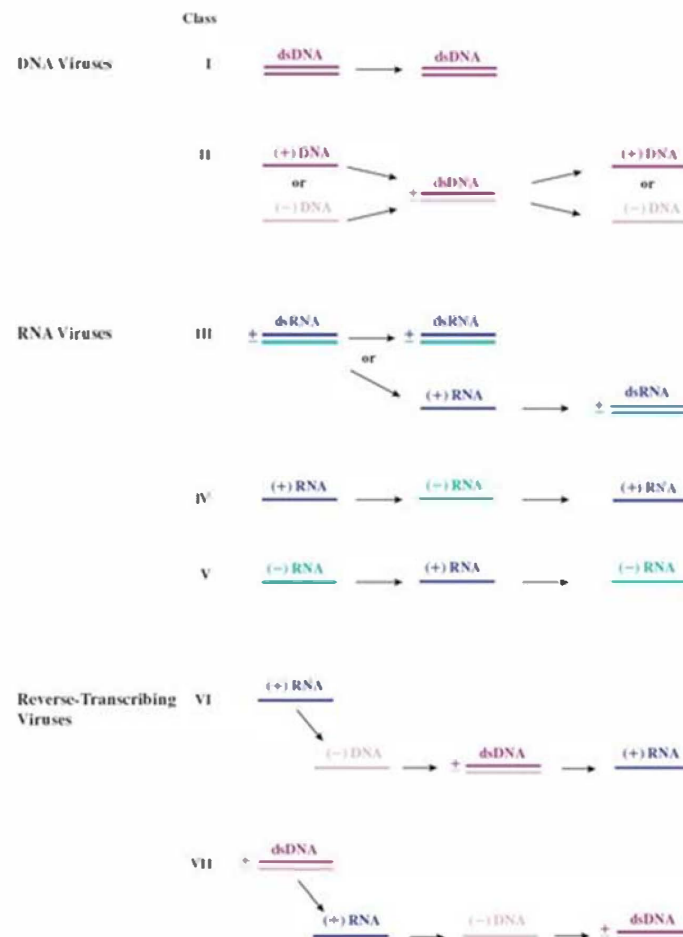 Class
DNA Viruses I dsDNA dsDNA
II (+) DNA (+) DNA
or dsDNA or
±
(−) DNA (−) DNA
RNA Viruses III ± dsRNA ± dsRNA
or
(+) RNA ± dsRNA
IV (+) RNA (−) RNA (+) RNA
V (−) RNA (+) RNA (−) RNA
Reverse-Transcribing VI (+) RNA
Viruses
(−) DNA ± dsDNA (+) RNA
VII ± dsDNA
(+) RNA (−) DNA ± dsDNA